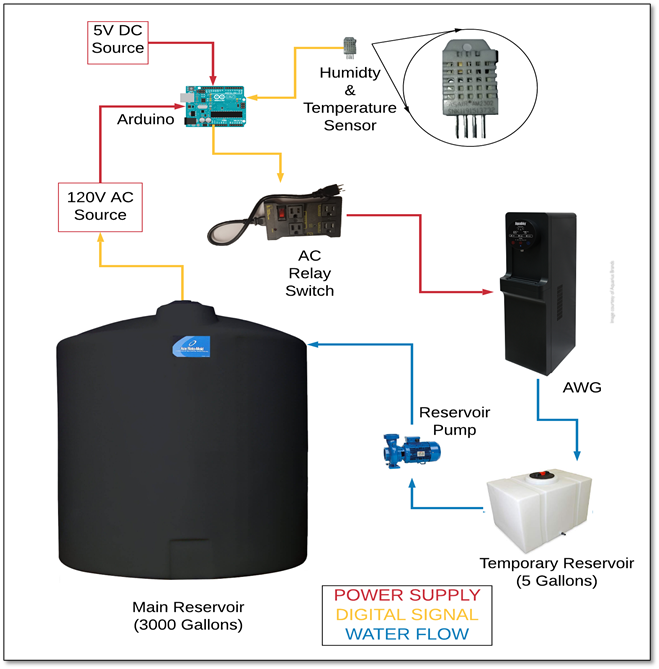 5V DC
Source
Humidity
&
Temperature
Sensor
Arduino
120V AC
Source
AC
Relay
Switch
AWG
Reservoir
Pump
Temporary Reservoir
(5 Gallons)
Main Reservoir
(3000 Gallons)
POWER SUPPLY
DIGITAL SIGNAL
WATER FLOW